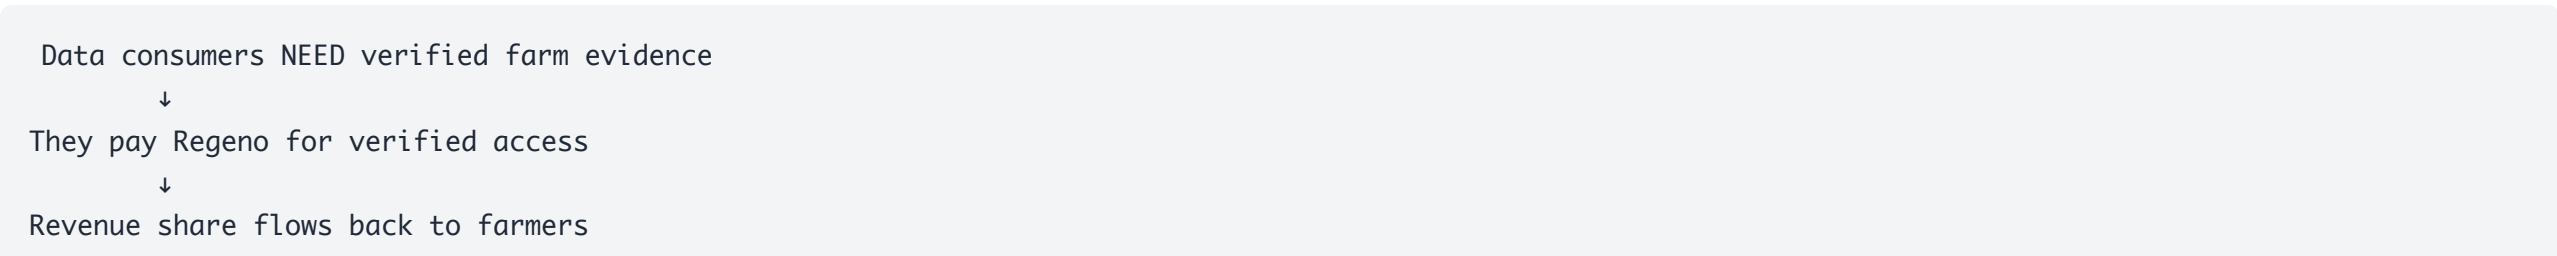 Data consumers NEED verified farm evidence
↓
They pay Regeno for verified access
↓
Revenue share flows back to farmers